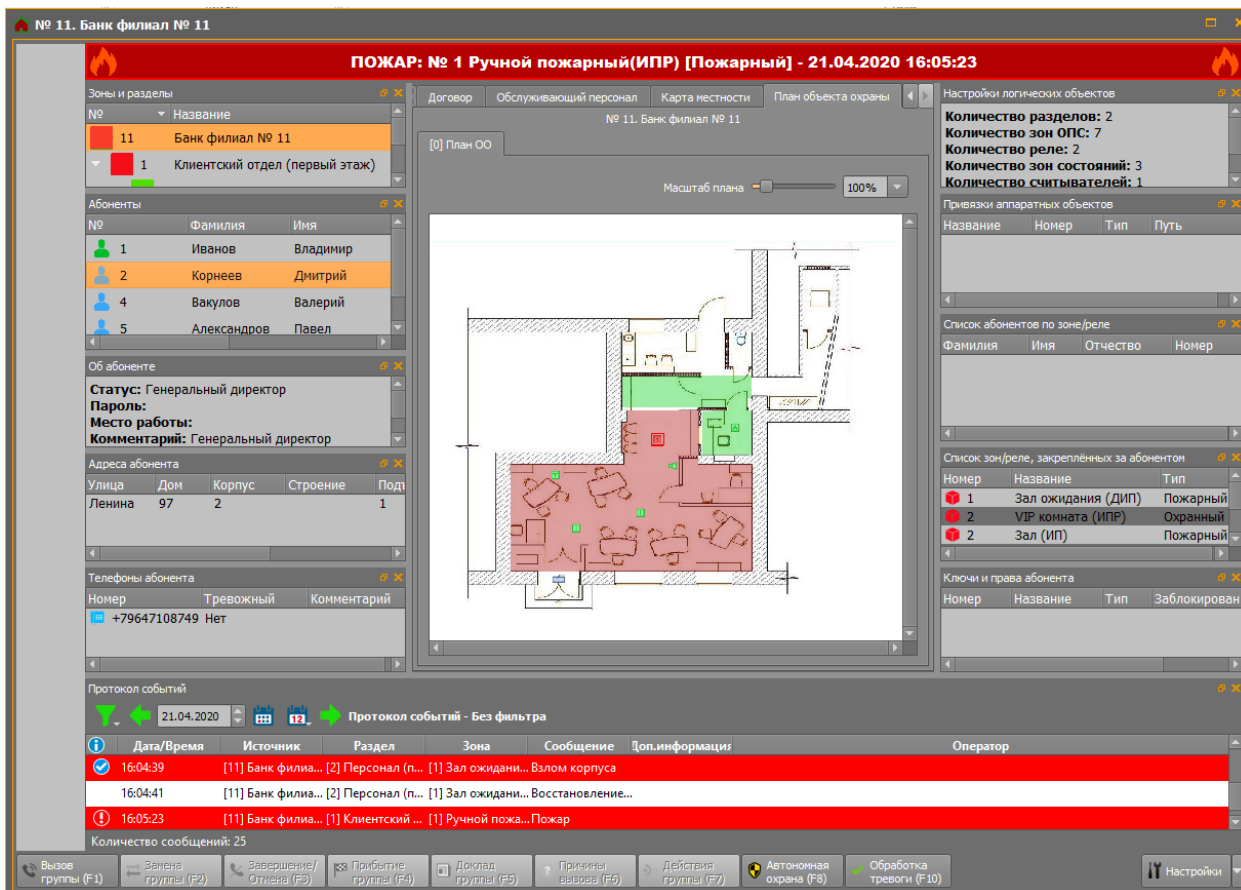 № 11. Банк филиал № 11
ПОЖАР: № 1 Ручной пожарный(ИПР) [Пожарный] - 21.04.2020 16:05:23
Зоны и разделы
№ Название
11 Банк филиал № 11
1 Клиентский отдел (первый этаж)
Абоненты
№ Фамилия Имя
1 Иванов Владимир
2 Корнеев Дмитрий
4 Вакулов Валерий
5 Александров Павел
Об абоненте
Статус: Генеральный директор
Пароль:
Место работы:
Комментарий: Генеральный директор
Адреса абонента
Улица Дом Корпус Строение Подъ
Ленина 97 2 1
Телефоны абонента
Номер Тревожный Комментарий
+79647108749 Нет
Договор Обслуживающий персонал Карта местности План объекта охраны
№ 11. Банк филиал № 11
[0] План ОО
Масштаб плана 100%
Настройки логических объектов
Количество разделов: 2
Количество зон ОПС: 7
Количество реле: 2
Количество зон состояний: 3
Количество считывателей: 1
Привязки аппаратных объектов
Название Номер Тип Путь
Список абонентов по зоне/реле
Фамилия Имя Отчество Номер
Список зон/реле, закреплённых за абонентом
Номер Название Тип
1 Зал ожидания (ДИП) Пожарный
2 VIP комната (ИПР) Охранный
2 Зал (ИП) Пожарный
Ключи и права абонента
Номер Название Тип Заблокирован
Протокол событий
21.04.2020 12 Протокол событий - Без фильтра
Дата/Время Источник Раздел Зона Сообщение Доп.информация Оператор
16:04:39 [11] Банк филиа... [2] Персонал (п... [1] Зал ожидани... Взлом корпуса
16:04:41 [11] Банк филиа... [2] Персонал (п... [1] Зал ожидани... Восстановление...
16:05:23 [11] Банк филиа... [1] Клиентский ... [1] Ручной пожа... Пожар
Количество сообщений: 25
Вызов группы (F1) Замена группы (F2) Завершение/Отмена (F3) Прибытие группы (F4) Доклад группы (F5) Причины вызова (F6) Действия группы (F7) Автономная охрана (F8) Обработка тревоги (F10) Настройки